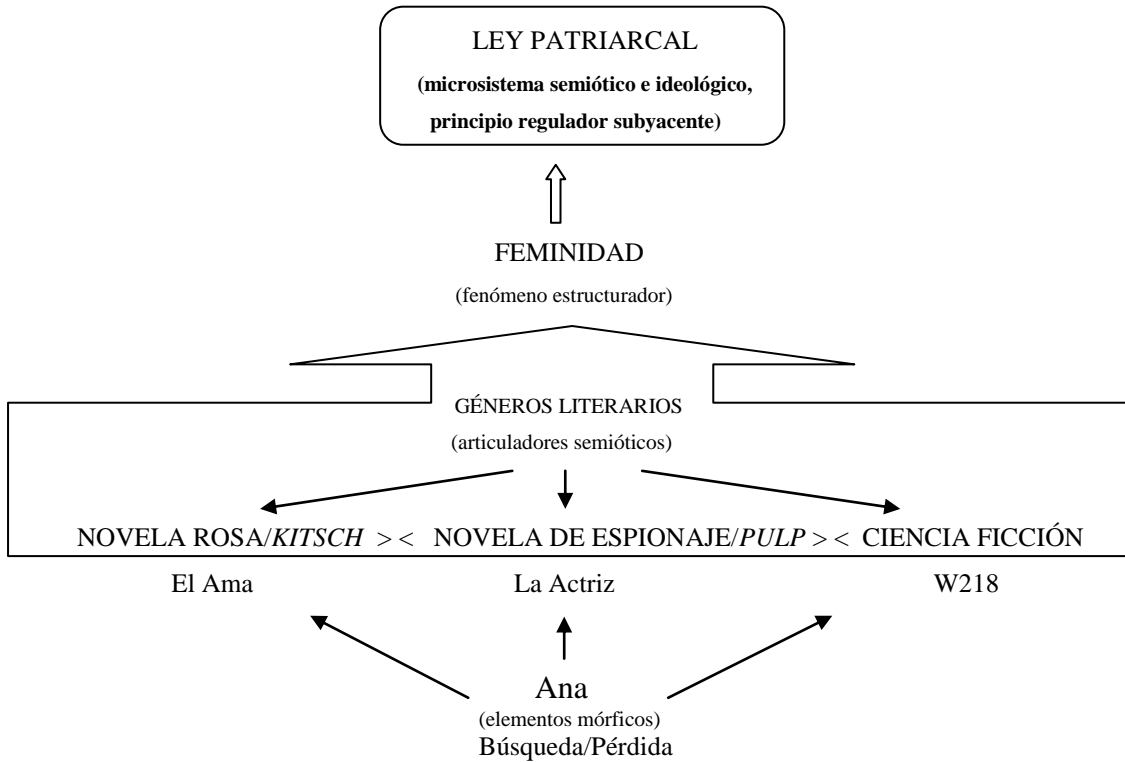 LEY PATRIARCAL
(microsistema semiótico e ideológico,
principio regulador subyacente)
FEMINIDAD
(fenómeno estructurador)
GÉNEROS LITERARIOS
(articuladores semióticos)
NOVELA ROSA/KITSCH > < NOVELA DE ESPIONAJE/PULP > < CIENCIA FICCIÓN
El Ama La Actriz W218
Ana
(elementos mórficos)
Búsqueda/Pérdida